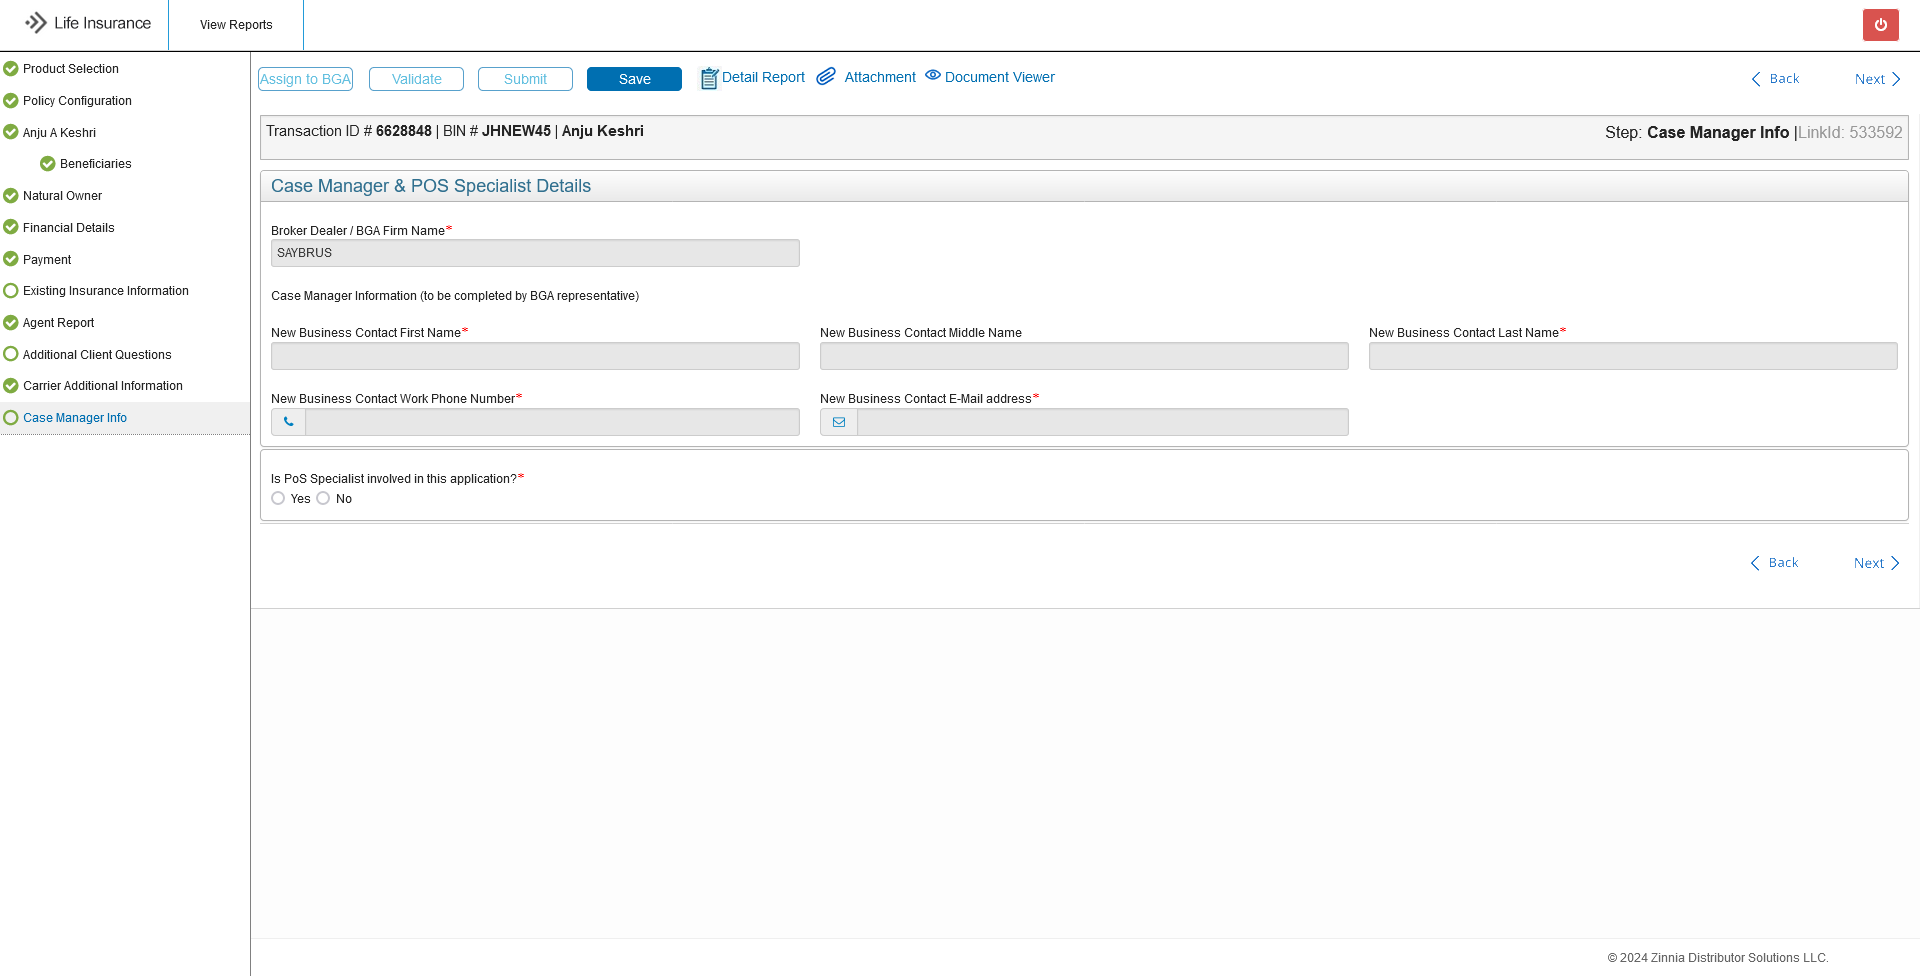 Life Insurance
View Reports
Product Selection
Policy Configuration
Anju A Keshri
Beneficiaries
Natural Owner
Financial Details
Payment
Existing Insurance Information
Agent Report
Additional Client Questions
Carrier Additional Information
Case Manager Info
Assign to BGA Validate Submit Save Detail Report Attachment Document Viewer Back Next
Transaction ID # 6628848 | BIN # JHNEW45 | Anju Keshri
Step: Case Manager Info |LinkId: 533592
Case Manager & POS Specialist Details
Broker Dealer / BGA Firm Name*
SAYBRUS
Case Manager Information (to be completed by BGA representative)
New Business Contact First Name* New Business Contact Middle Name New Business Contact Last Name*
New Business Contact Work Phone Number* New Business Contact E-Mail address*
Is PoS Specialist involved in this application?*
Yes No
Back Next
© 2024 Zinnia Distributor Solutions LLC.